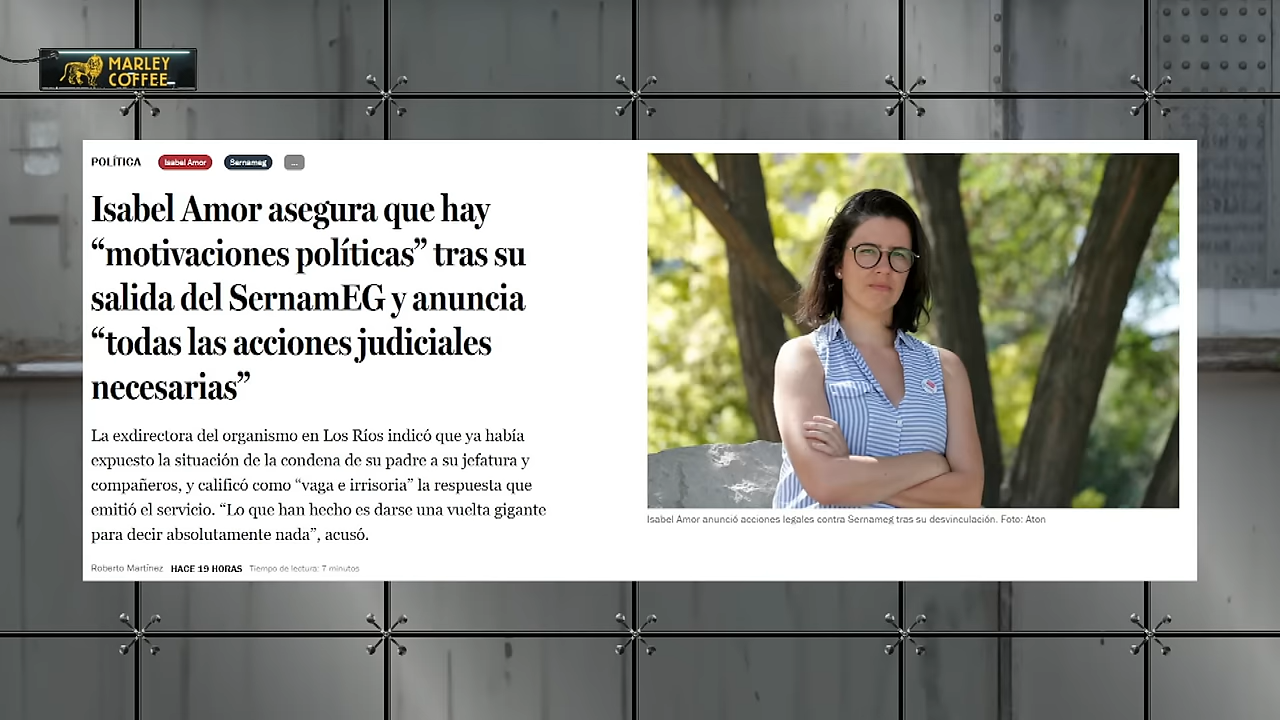 MARLEY
COFFEE
POLÍTICA
Isabel Amor
Sernameg
...
Isabel Amor asegura que hay
“motivaciones políticas” tras su
salida del SernamEG y anuncia
“todas las acciones judiciales
necesarias”
La exdirectora del organismo en Los Ríos indicó que ya había
expuesto la situación de la condena de su padre a su jefatura y
compañeros, y calificó como “vaga e irrisoria” la respuesta que
emitió el servicio. “Lo que han hecho es darse una vuelta gigante
para decir absolutamente nada”, acusó.
Roberto Martínez HACE 19 HORAS Tiempo de lectura: 7 minutos
Isabel Amor anunció acciones legales contra Sernameg tras su desvinculación. Foto: Aton